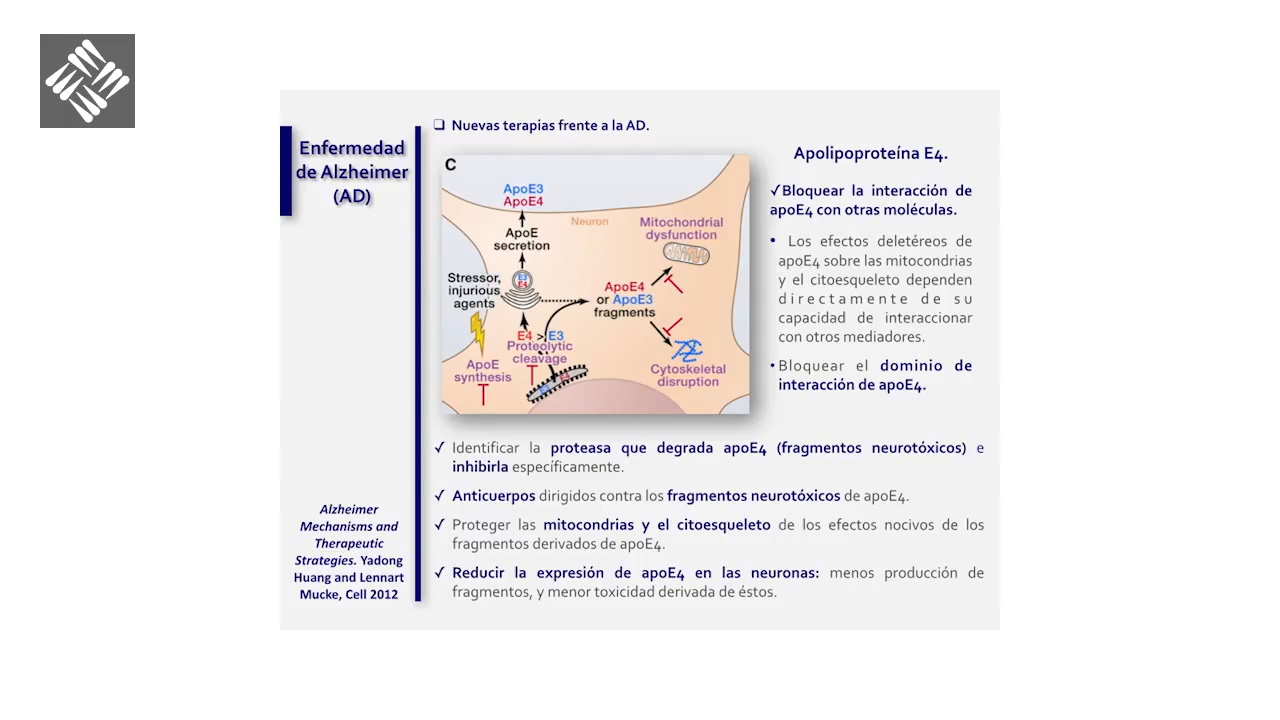 Enfermedad
de Alzheimer
(AD)
❑ Nuevas terapias frente a la AD.
C
ApoE3
ApoE4
Neuron
ApoE
secretion
Mitochondrial
dysfunction
Stressor,
injurious
agents
E3
E4
ApoE4
or ApoE3
fragments
E4 > E3
Proteolytic
cleavage
ApoE
synthesis
Cytoskeletal
disruption
Apolipoproteína E4.
✓Bloquear la interacción de
apoE4 con otras moléculas.
• Los efectos deletéreos de
apoE4 sobre las mitocondrias
y el citoesqueleto dependen
directamente de su
capacidad de interaccionar
con otros mediadores.
• Bloquear el dominio de
interacción de apoE4.
✓ Identificar la proteasa que degrada apoE4 (fragmentos neurotóxicos) e
inhibirla específicamente.
✓ Anticuerpos dirigidos contra los fragmentos neurotóxicos de apoE4.
✓ Proteger las mitocondrias y el citoesqueleto de los efectos nocivos de los
fragmentos derivados de apoE4.
✓ Reducir la expresión de apoE4 en las neuronas: menos producción de
fragmentos, y menor toxicidad derivada de éstos.
Alzheimer
Mechanisms and
Therapeutic
Strategies. Yadong
Huang and Lennart
Mucke, Cell 2012